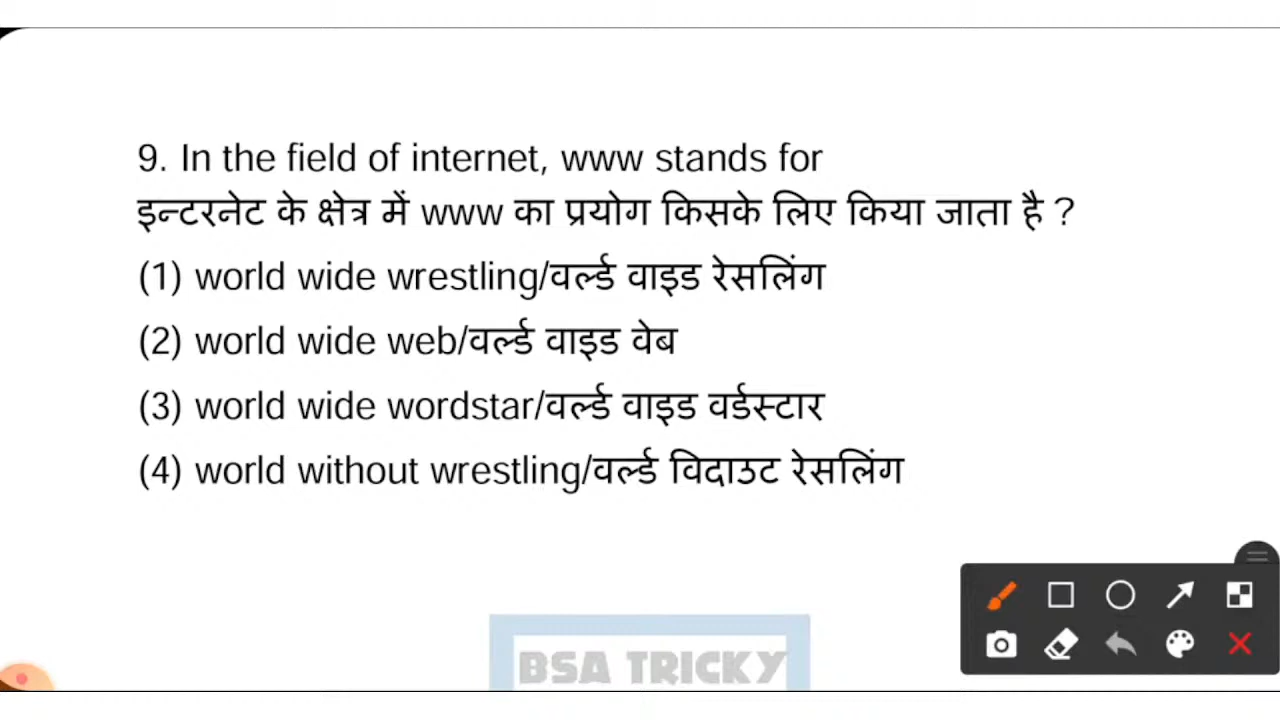 9. In the field of internet, www stands for
इन्टरनेट के क्षेत्र में www का प्रयोग किसके लिए किया जाता है ?
(1) world wide wrestling/वर्ल्ड वाइड रेसलिंग
(2) world wide web/वर्ल्ड वाइड वेब
(3) world wide wordstar/वर्ल्ड वाइड वर्डस्टार
(4) world without wrestling/वर्ल्ड विदाउट रेसलिंग
BSA TRICKY